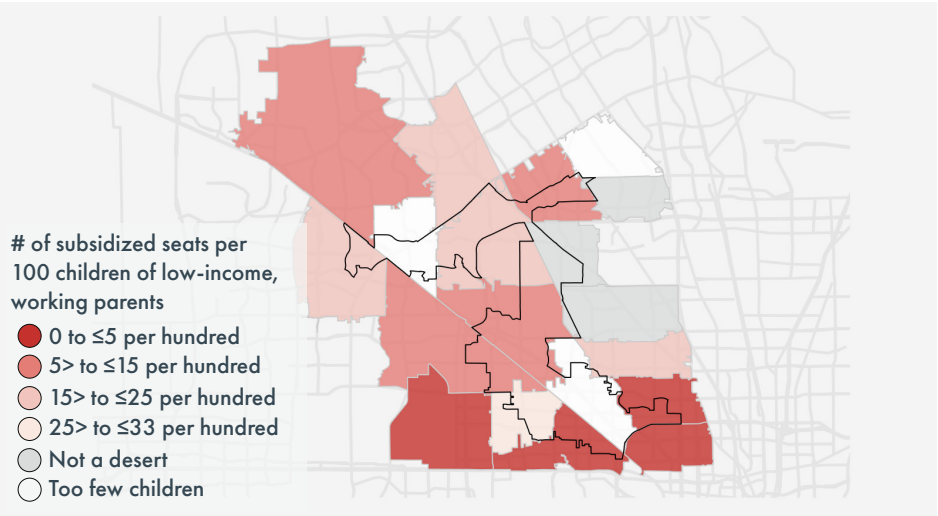 # of subsidized seats per
100 children of low-income,
working parents
0 to ≤5 per hundred
5> to ≤15 per hundred
15> to ≤25 per hundred
25> to ≤33 per hundred
Not a desert
Too few children